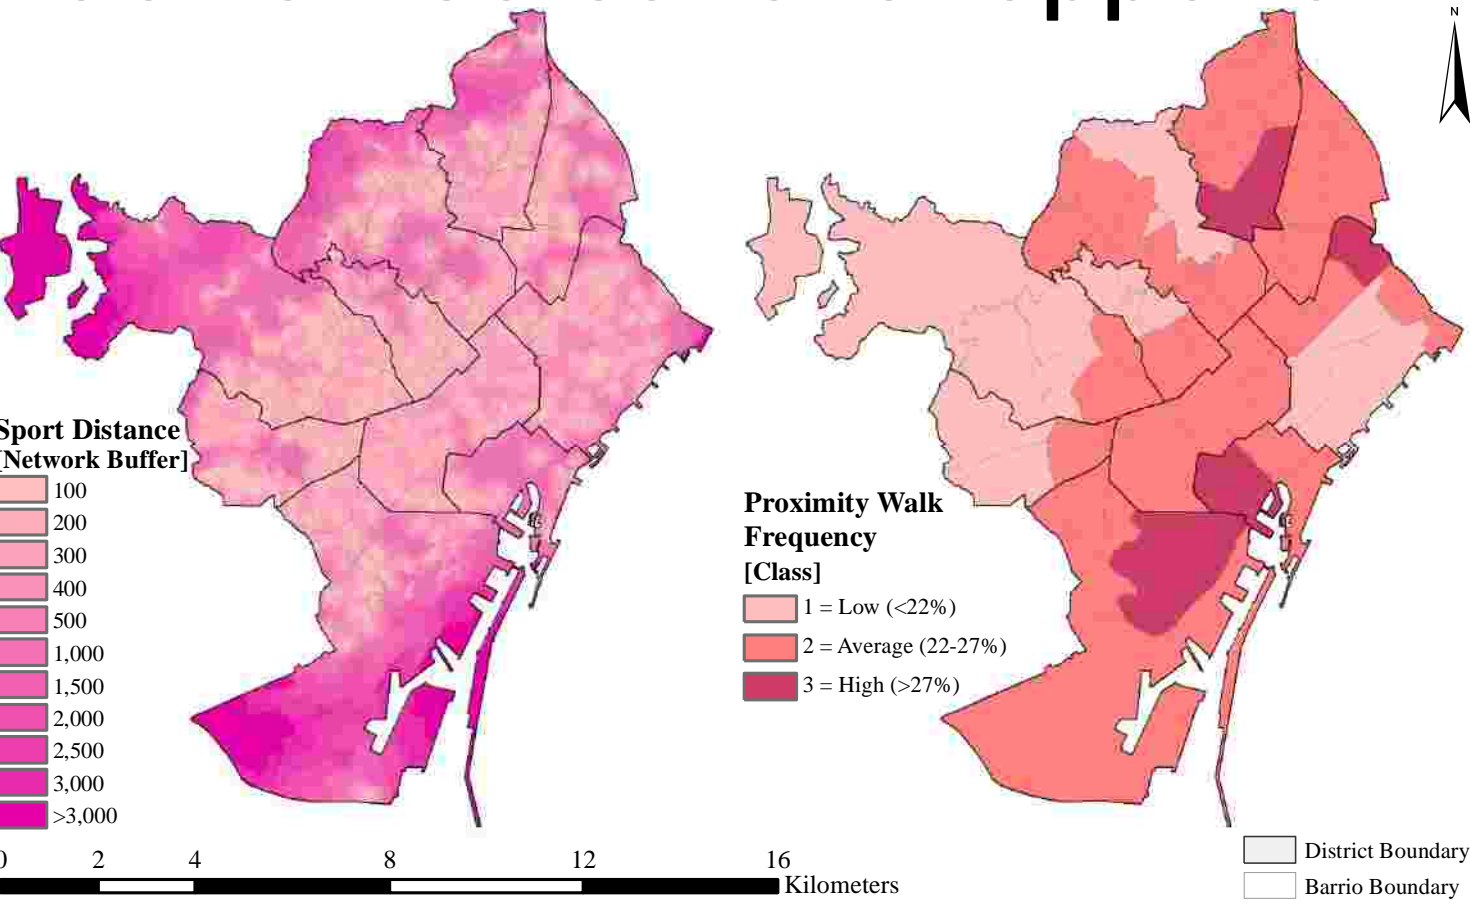 N
Sport Distance
[Network Buffer]
100
200
300
400
500
1,000
1,500
2,000
2,500
3,000
>3,000
Proximity Walk
Frequency
[Class]
1 = Low (<22%)
2 = Average (22-27%)
3 = High (>27%)
0 2 4 8 12 16
Kilometers
District Boundary
Barrio Boundary